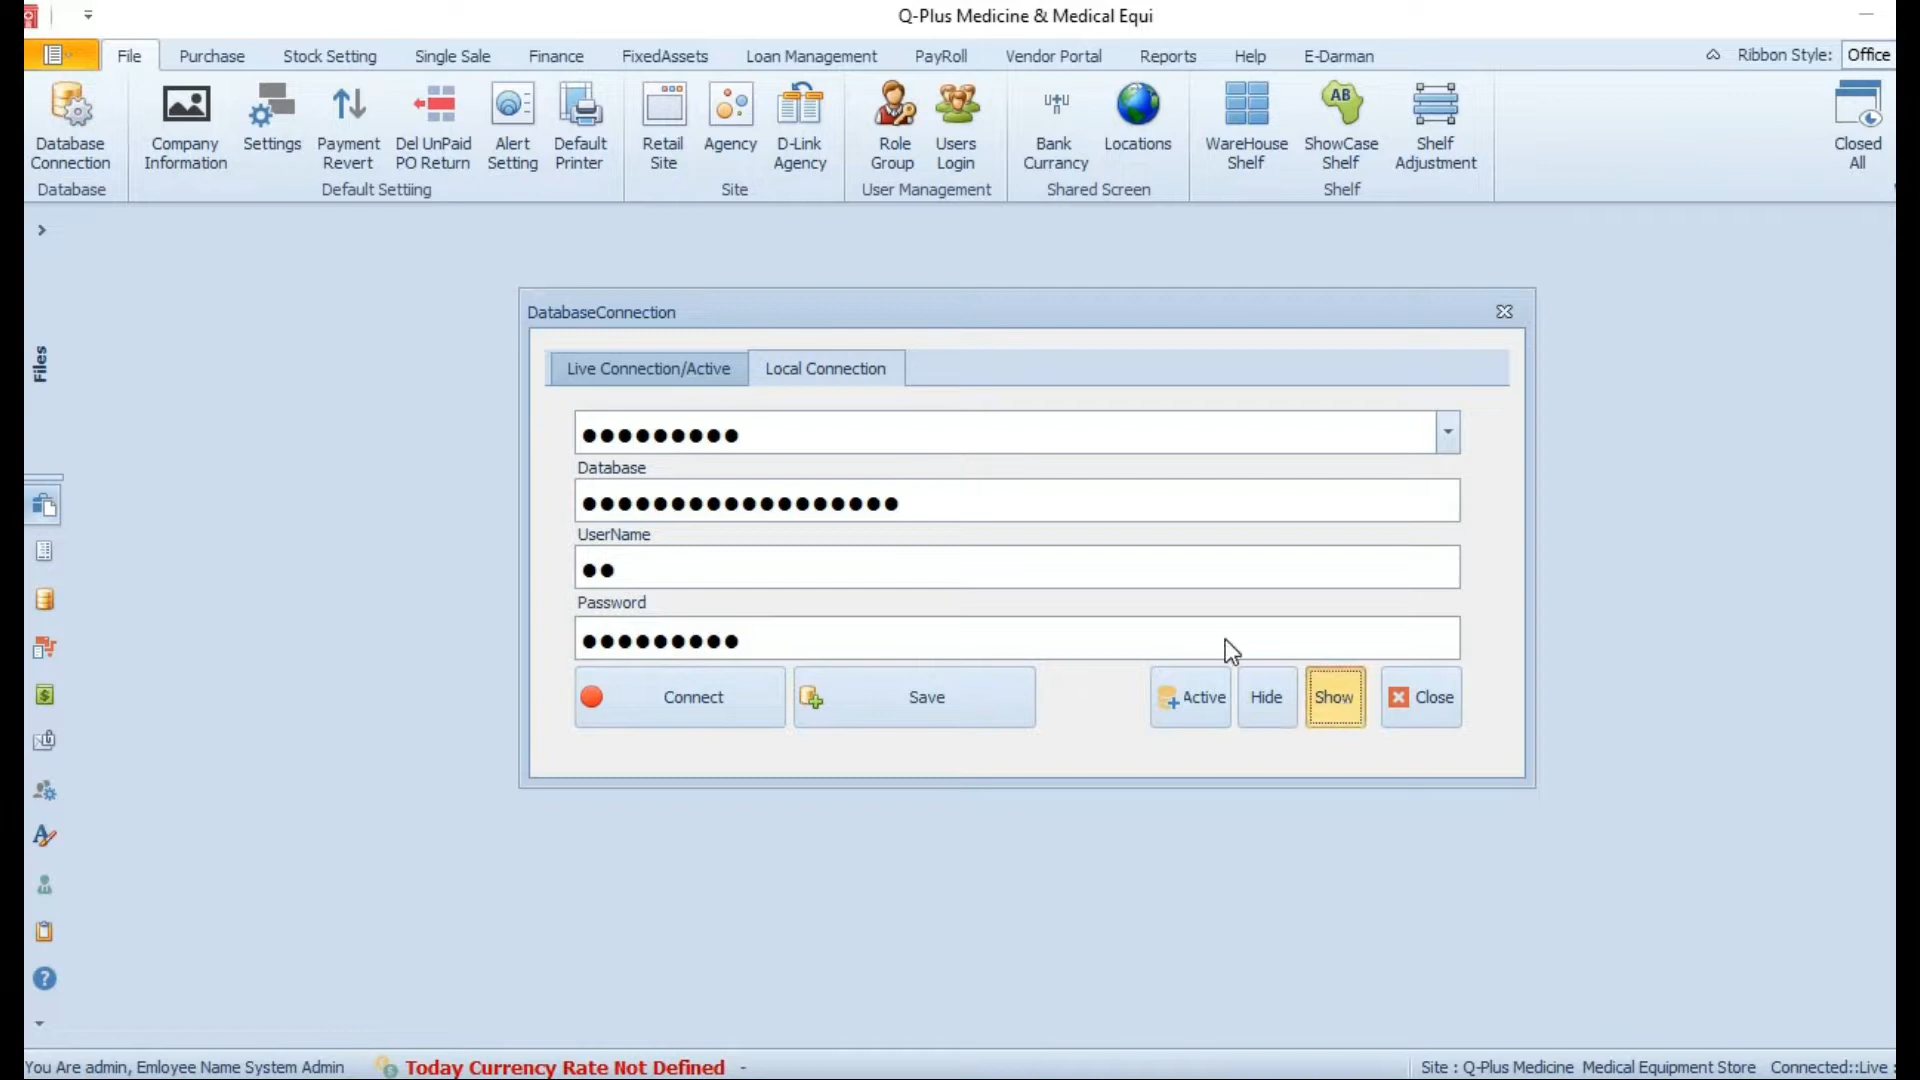 Q-Plus Medicine & Medical Equi
File Purchase Stock Setting Single Sale Finance FixedAssets Loan Management PayRoll Vendor Portal Reports Help E-Darman Ribbon Style: Office
Database Connection
Company Information
Settings
Payment Revert
Del UnPaid PO Return
Alert Setting
Default Printer
Retail Site
Agency
D-Link Agency
Role Group
Users Login
Bank Currency
Locations
WareHouse Shelf
ShowCase Shelf
AB
Shelf Adjustment
Closed All
Database Default Settiing Site User Management Shared Screen Shelf
Files
DatabaseConnection
Live Connection/Active Local Connection
●●●●●●●●●
Database
●●●●●●●●●●●●●●●●●●
UserName
●●
Password
●●●●●●●●●
Connect Save Active Hide Show Close
You Are admin, Emloyee Name System Admin Today Currency Rate Not Defined - Site : Q-Plus Medicine Medical Equipment Store Connected::Live :